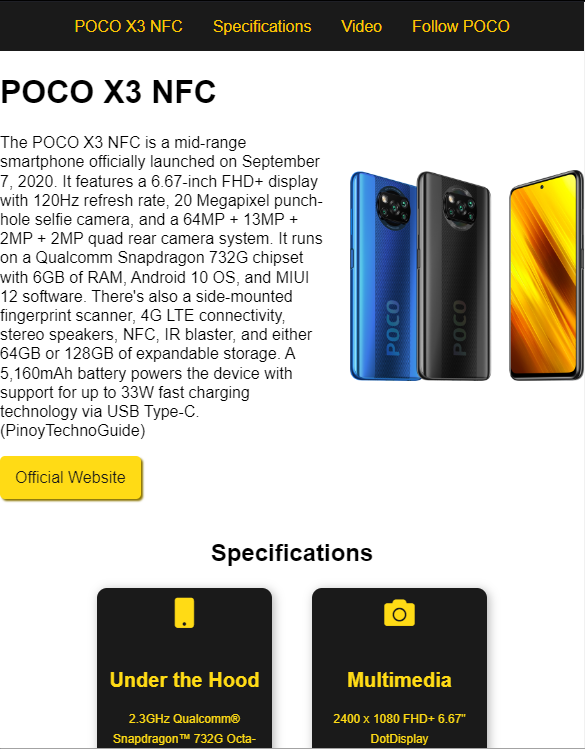 POCO X3 NFC Specifications Video Follow POCO
POCO X3 NFC
The POCO X3 NFC is a mid-range
smartphone officially launched on September
7, 2020. It features a 6.67-inch FHD+ display
with 120Hz refresh rate, 20 Megapixel punch-
hole selfie camera, and a 64MP + 13MP +
2MP + 2MP quad rear camera system. It runs
on a Qualcomm Snapdragon 732G chipset
with 6GB of RAM, Android 10 OS, and MIUI
12 software. There's also a side-mounted
fingerprint scanner, 4G LTE connectivity,
stereo speakers, NFC, IR blaster, and either
64GB or 128GB of expandable storage. A
5,160mAh battery powers the device with
support for up to 33W fast charging
technology via USB Type-C.
(PinoyTechnoGuide)
POCO
POCO
Official Website
Specifications
Under the Hood
2.3GHz Qualcomm®
Snapdragon™ 732G Octa-
Multimedia
2400 x 1080 FHD+ 6.67"
DotDisplay